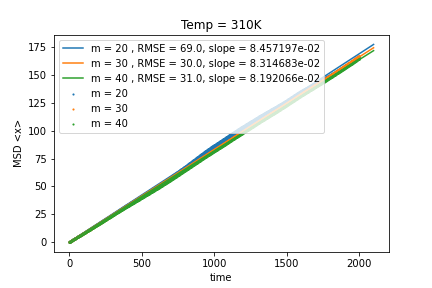 Temp = 310K
m = 20 , RMSE = 69.0, slope = 8.457197e-02
m = 30 , RMSE = 30.0, slope = 8.314683e-02
m = 40 , RMSE = 31.0, slope = 8.192066e-02
m = 20
m = 30
m = 40
175
150
125
100
75
50
25
0
MSD <x>
0 500 1000 1500 2000
time